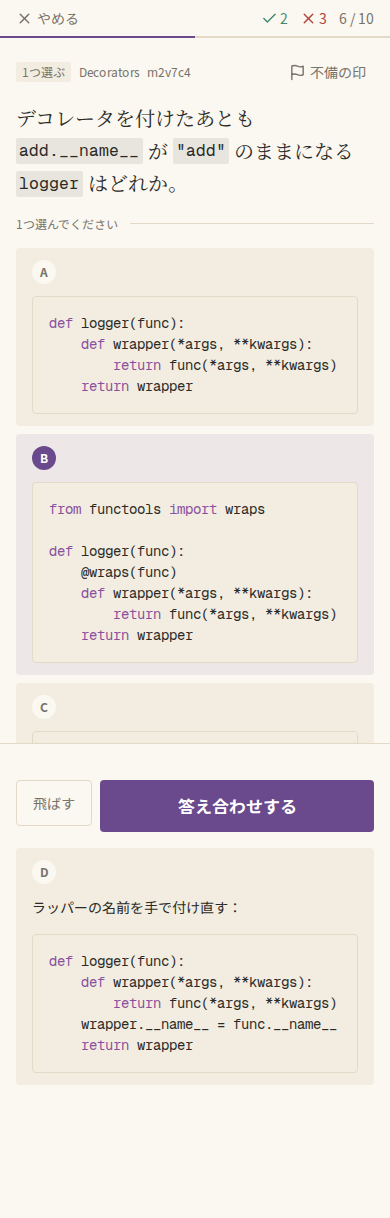 やめる 2 3 6 / 10
1つ選ぶ Decorators m2v7c4 不備の印
デコレータを付けたあとも
add.__name__ が "add" のままになる
logger はどれか。
1つ選んでください
A
def logger(func):
    def wrapper(*args, **kwargs):
        return func(*args, **kwargs)
    return wrapper
B
from functools import wraps

def logger(func):
    @wraps(func)
    def wrapper(*args, **kwargs):
        return func(*args, **kwargs)
    return wrapper
C
飛ばす 答え合わせする
D
ラッパーの名前を手で付け直す：
def logger(func):
    def wrapper(*args, **kwargs):
        return func(*args, **kwargs)
    wrapper.__name__ = func.__name__
    return wrapper